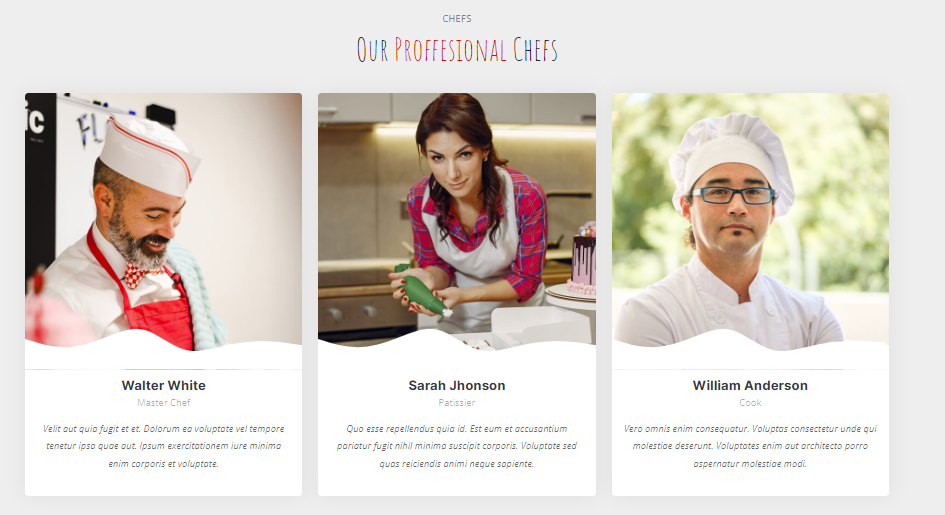 CHEFS
Our Proffesional Chefs
ic
FL
Walter White
Master Chef
Velit aut quia fugit et et. Dolorum ea voluptate vel tempore
tenetur ipsa quae aut. Ipsum exercitationem iure minima
enim corporis et voluptate.
Sarah Jhonson
Patissier
Quo esse repellendus quia id. Est eum et accusantium
pariatur fugit nihil minima suscipit corporis. Voluptate sed
quas reiciendis animi neque sapiente.
William Anderson
Cook
Vero omnis enim consequatur. Voluptas consectetur unde qui
molestiae deserunt. Voluptates enim aut architecto porro
aspernatur molestiae modi.